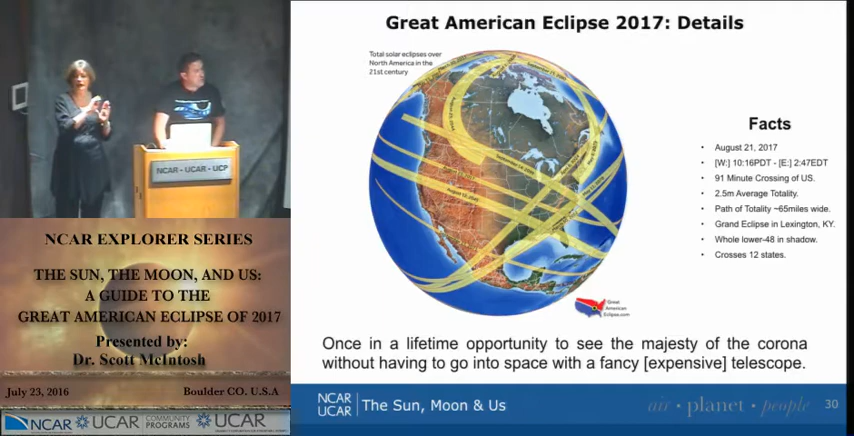 Great American Eclipse 2017: Details
Total solar eclipses over
North America in the
21st century
Facts
• August 21, 2017
• [W:] 10:16PDT - [E:] 2:47EDT
• 91 Minute Crossing of US.
• 2.5m Average Totality.
• Path of Totality ~65miles wide.
• Grand Eclipse in Lexington, KY.
• Whole lower-48 in shadow.
• Crosses 12 states.
Great
American
Eclipse.com
Once in a lifetime opportunity to see the majesty of the corona
without having to go into space with a fancy [expensive] telescope.
NCAR
UCAR
The Sun, Moon & Us
air • planet • people
30
NCAR - UCAR - UCP
NCAR EXPLORER SERIES
THE SUN, THE MOON, AND US:
A GUIDE TO THE
GREAT AMERICAN ECLIPSE OF 2017
Presented by:
Dr. Scott McIntosh
July 23, 2016
Boulder CO. U.S.A
NCAR
UCAR
COMMUNITY
PROGRAMS
UCAR